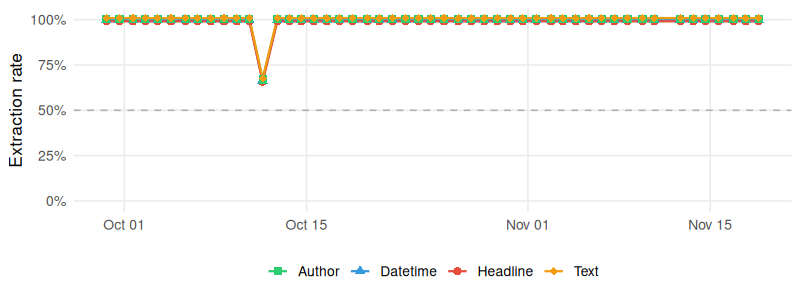 100%
75%
50%
25%
0%
Extraction rate
Oct 01 Oct 15 Nov 01 Nov 15
Author Datetime Headline Text